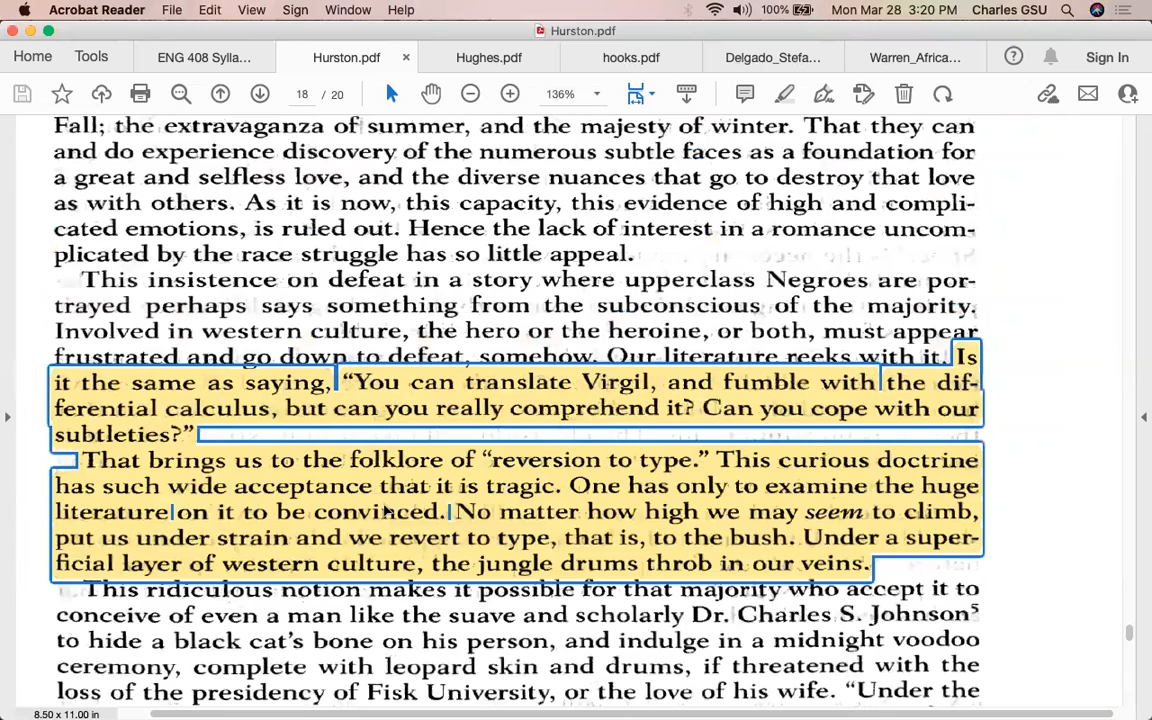 Acrobat Reader File Edit View Sign Window Help 100% Mon Mar 28 3:20 PM Charles GSU
Hurston.pdf
Home Tools ENG 408 Sylla... Hurston.pdf × Hughes.pdf hooks.pdf Delgado_Stefa... Warren_Africa... Sign In
18 / 20 136%
Fall; the extravaganza of summer, and the majesty of winter. That they can
and do experience discovery of the numerous subtle faces as a foundation for
a great and selfless love, and the diverse nuances that go to destroy that love
as with others. As it is now, this capacity, this evidence of high and compli-
cated emotions, is ruled out. Hence the lack of interest in a romance uncom-
plicated by the race struggle has so little appeal.
This insistence on defeat in a story where upperclass Negroes are por-
trayed perhaps says something from the subconscious of the majority.
Involved in western culture, the hero or the heroine, or both, must appear
frustrated and go down to defeat, somehow. Our literature reeks with it. Is
it the same as saying, “You can translate Virgil, and fumble with the dif-
ferential calculus, but can you really comprehend it? Can you cope with our
subtleties?”
That brings us to the folklore of “reversion to type.” This curious doctrine
has such wide acceptance that it is tragic. One has only to examine the huge
literature on it to be convinced. No matter how high we may seem to climb,
put us under strain and we revert to type, that is, to the bush. Under a super-
ficial layer of western culture, the jungle drums throb in our veins.
This ridiculous notion makes it possible for that majority who accept it to
conceive of even a man like the suave and scholarly Dr. Charles S. Johnson⁵
to hide a black cat's bone on his person, and indulge in a midnight voodoo
ceremony, complete with leopard skin and drums, if threatened with the
loss of the presidency of Fisk University, or the love of his wife. “Under the
8.50 x 11.00 in